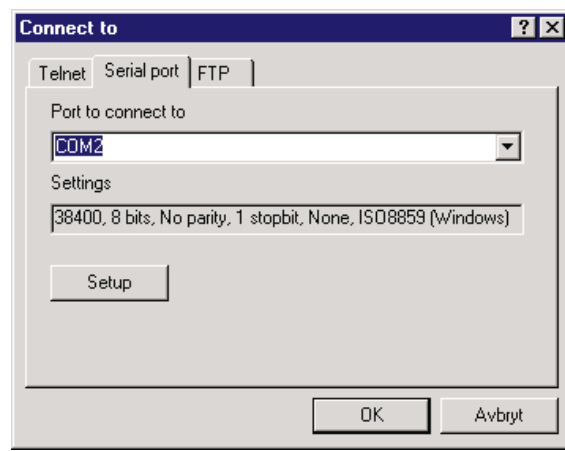 Connect to
Telnet Serial port FTP
Port to connect to
COM2
Settings
38400, 8 bits, No parity, 1 stopbit, None, ISO8859 (Windows)
Setup
OK Avbryt